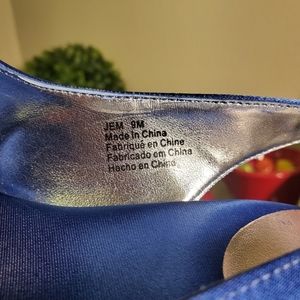 JEM 9M
Made in China
Fabriqué en Chine
Fabricado em China
Hecho en China